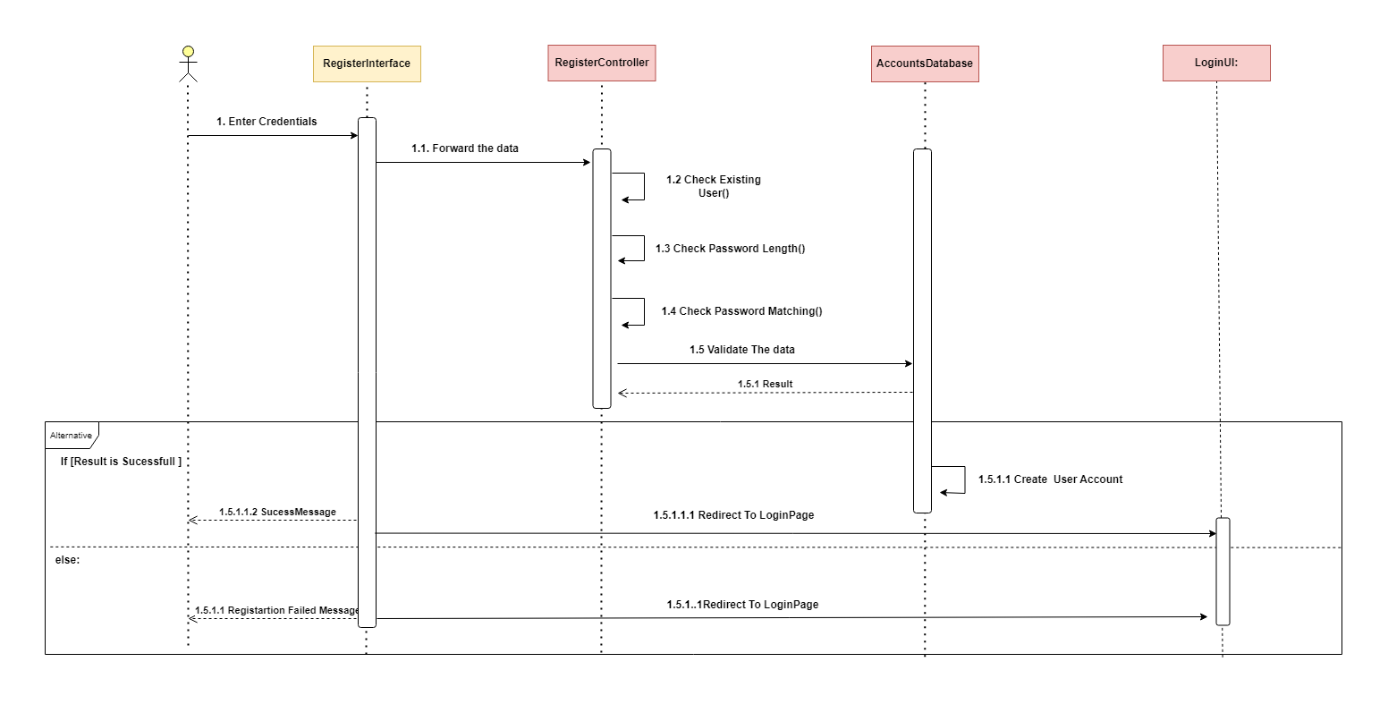 RegisterInterface
RegisterController
AccountsDatabase
LoginUI:
1. Enter Credentials
1.1. Forward the data
1.2 Check Existing
User()
1.3 Check Password Length()
1.4 Check Password Matching()
1.5 Validate The data
1.5.1 Result
Alternative
If [Result is Sucessfull ]
1.5.1.1 Create User Account
1.5.1.1.2 SucessMessage
1.5.1.1.1 Redirect To LoginPage
else:
1.5.1.1 Registartion Failed Message
1.5.1..1Redirect To LoginPage